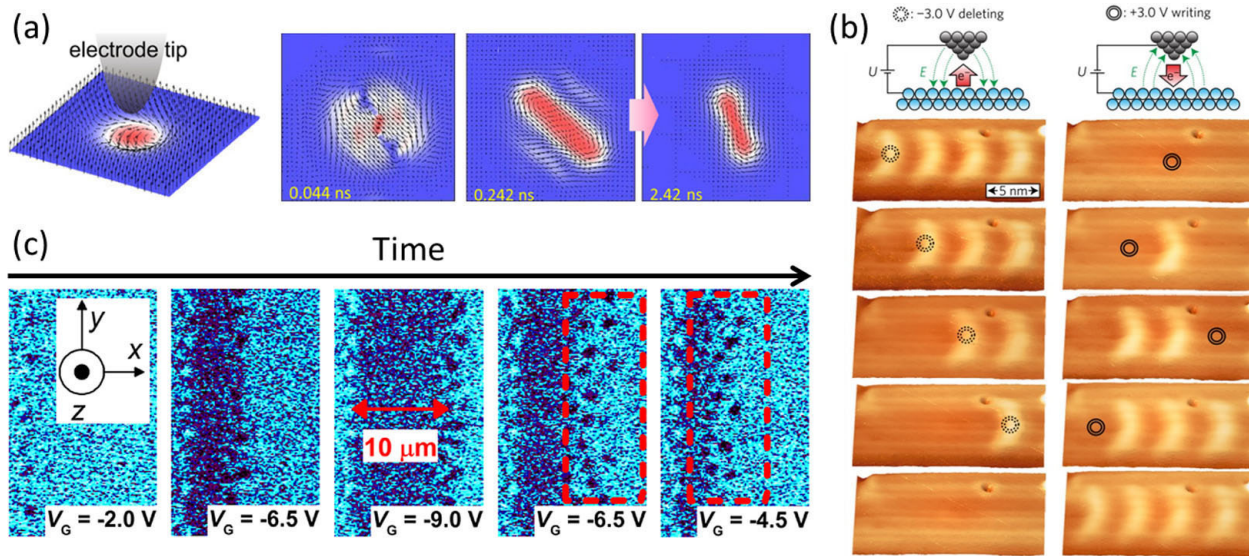 (a)
electrode tip
0.044 ns
0.242 ns
2.42 ns
(b)
: −3.0 V deleting
: +3.0 V writing
U
E
e⁻
U
E
e⁻
5 nm
(c)
Time
y
x
z
10 μm
V_G = -2.0 V
V_G = -6.5 V
V_G = -9.0 V
V_G = -6.5 V
V_G = -4.5 V